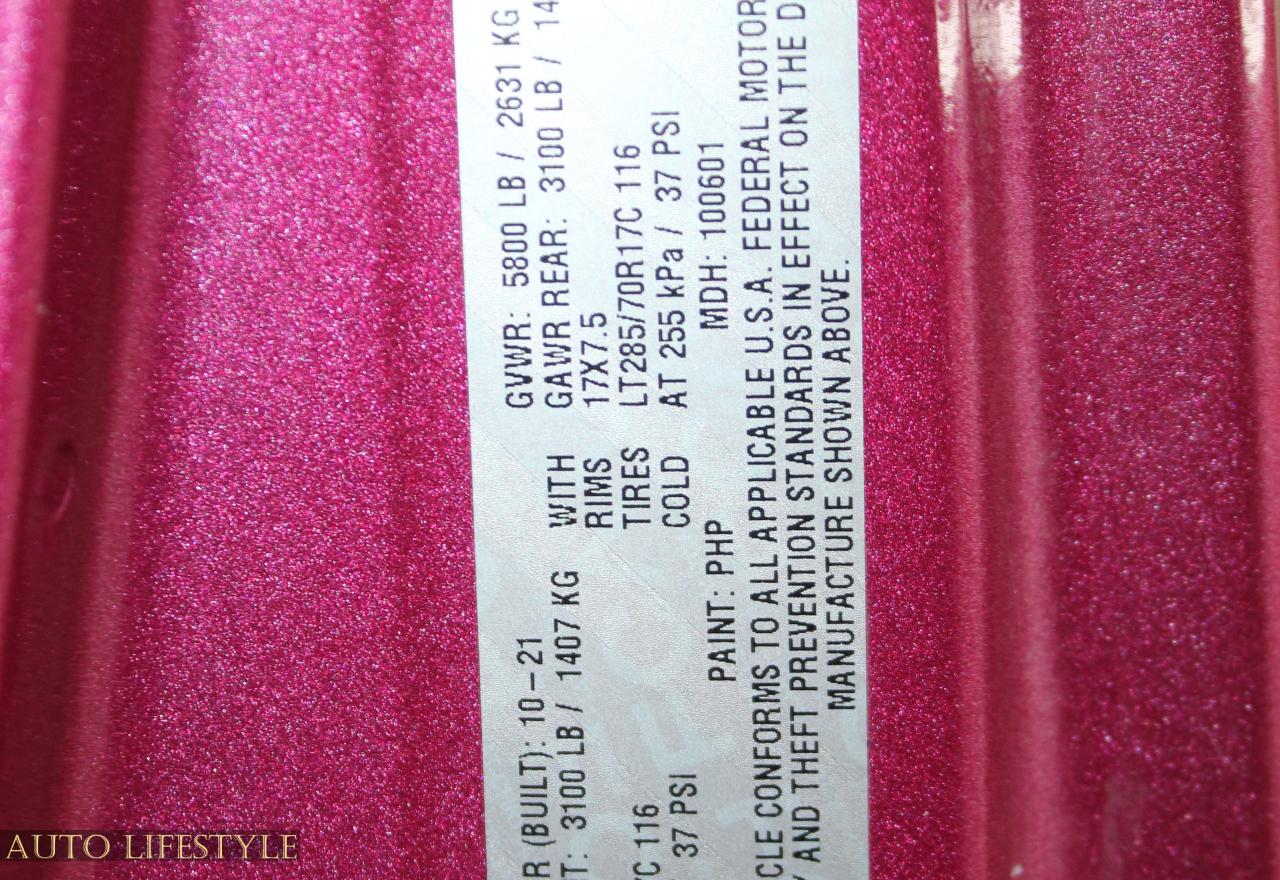 R (BUILT): 10-21 GVWR: 5800 LB / 2631 KG
T: 3100 LB / 1407 KG WITH GAWR REAR: 3100 LB / 14
RIMS 17X7.5
C 116 TIRES LT285/70R17C 116
37 PSI COLD AT 255 kPa / 37 PSI
PAINT: PHP MDH: 100601
CLE CONFORMS TO ALL APPLICABLE U.S.A. FEDERAL MOTOR
Y AND THEFT PREVENTION STANDARDS IN EFFECT ON THE D
MANUFACTURE SHOWN ABOVE.
AUTO LIFESTYLE